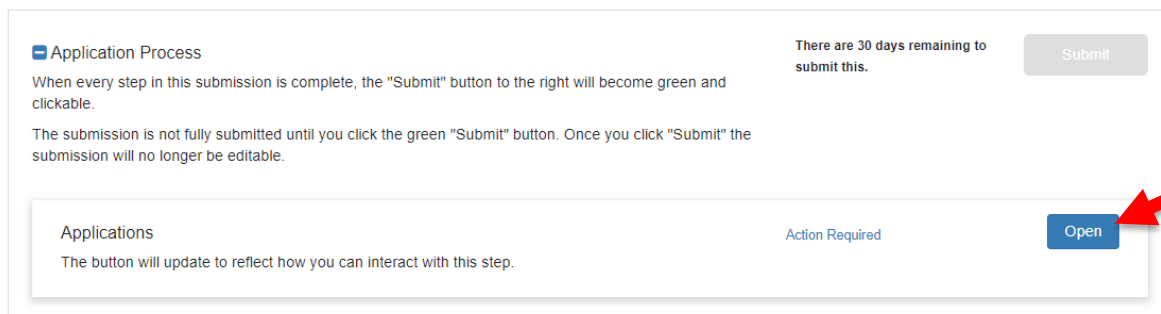 Application Process
There are 30 days remaining to
submit this.
Submit
When every step in this submission is complete, the "Submit" button to the right will become green and
clickable.
The submission is not fully submitted until you click the green "Submit" button. Once you click "Submit" the
submission will no longer be editable.
Applications
Action Required
Open
The button will update to reflect how you can interact with this step.